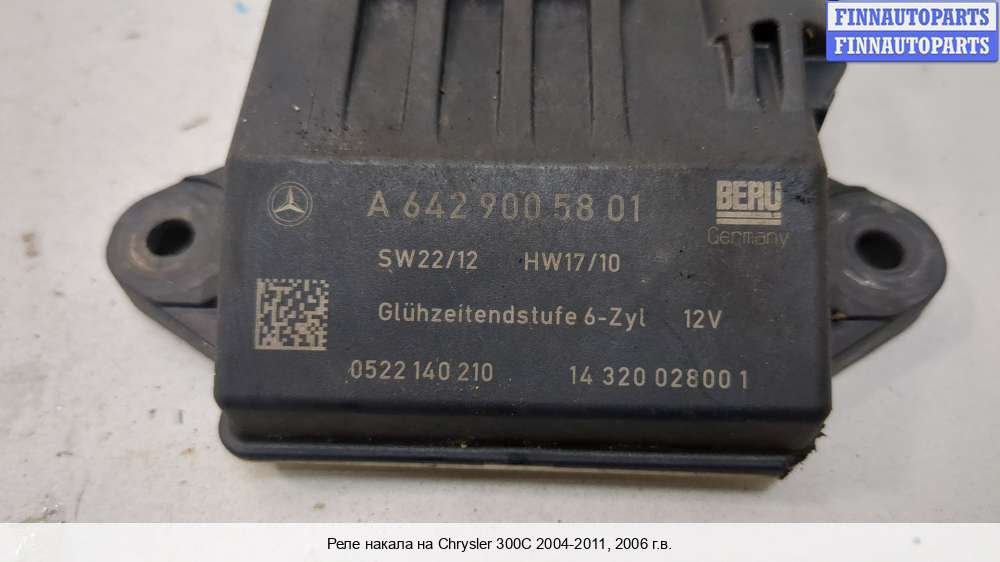 FINNAUTOPARTS
FINNAUTOPARTS
A 642 900 58 01
BERU
Germany
SW22/12 HW17/10
Glühzeitendstufe 6-Zyl 12V
0522 140 210 14 320 02800 1
Реле накала на Chrysler 300C 2004-2011, 2006 г.в.